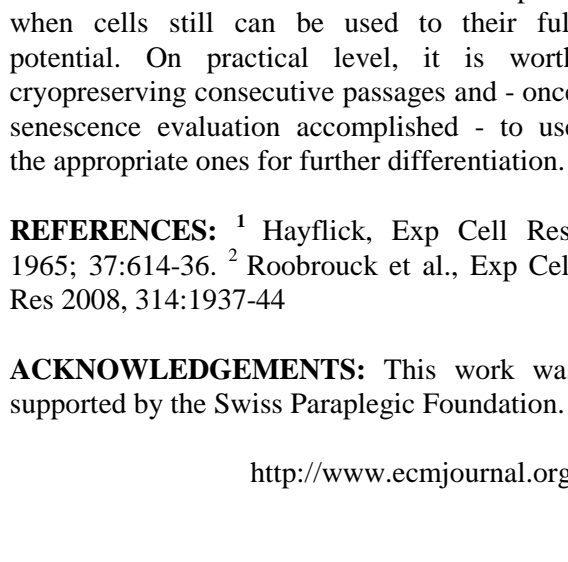 when cells still can be used to their ful
potential. On practical level, it is wort
cryopreserving consecutive passages and - once
senescence evaluation accomplished - to use
the appropriate ones for further differentiation.
REFERENCES: 1 Hayflick, Exp Cell Res
1965; 37:614-36. 2 Roobrouck et al., Exp Cel
Res 2008, 314:1937-44
ACKNOWLEDGEMENTS: This work was
supported by the Swiss Paraplegic Foundation.
http://www.ecmjournal.org